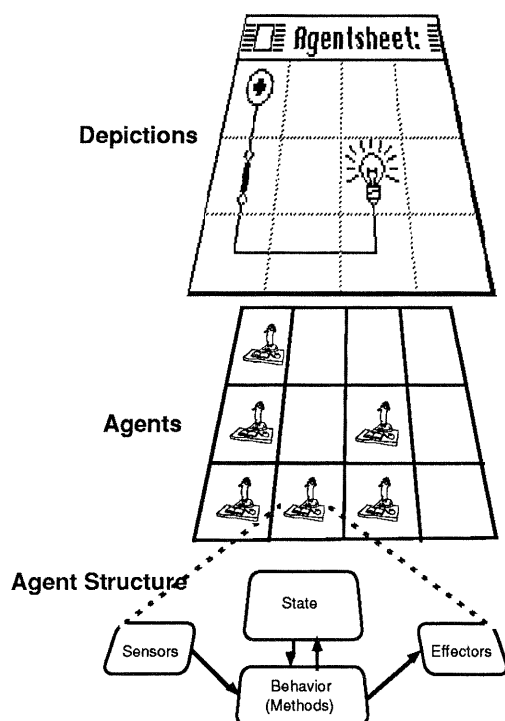 Agentsheet:
Depictions
Agents
Agent Structure
State
Sensors
Effectors
Behavior
(Methods)